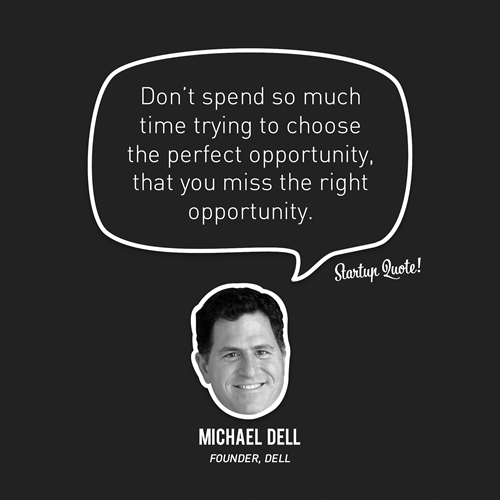 Don't spend so much
time trying to choose
the perfect opportunity,
that you miss the right
opportunity.
Startup Quote!
MICHAEL DELL
FOUNDER, DELL